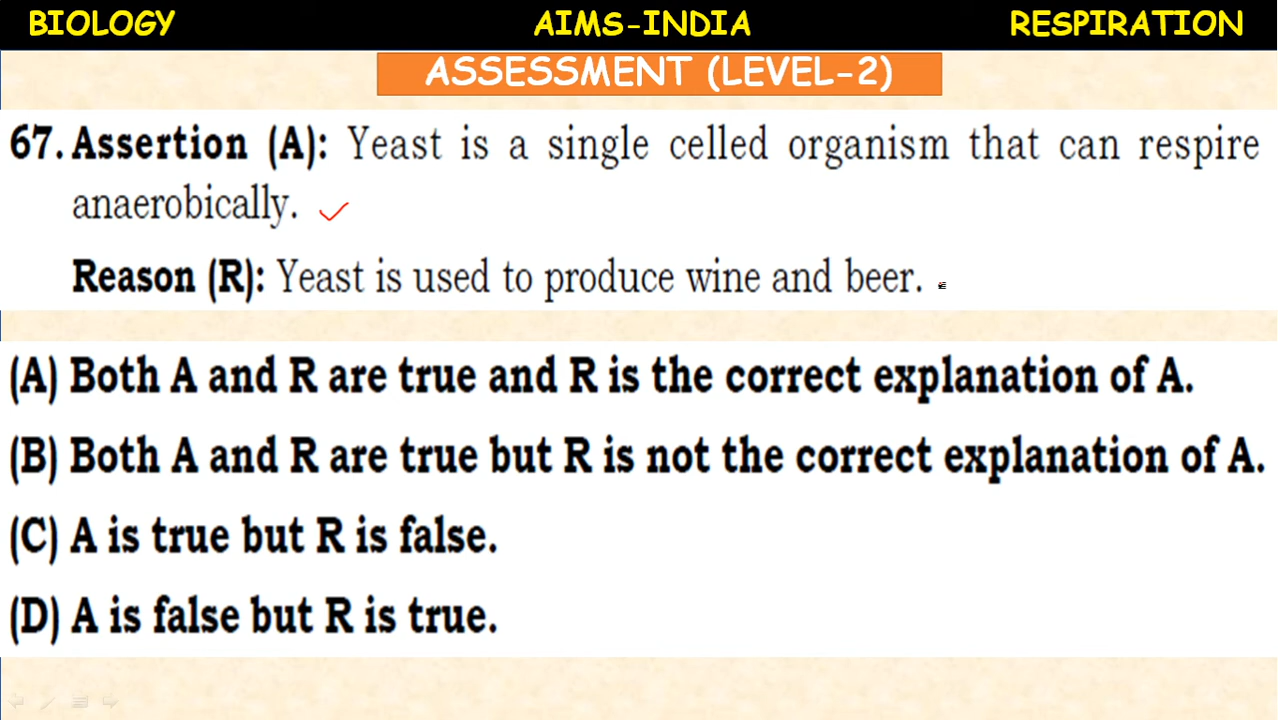 BIOLOGY AIMS-INDIA RESPIRATION
ASSESSMENT (LEVEL-2)
67. Assertion (A): Yeast is a single celled organism that can respire
anaerobically.
Reason (R): Yeast is used to produce wine and beer.
(A) Both A and R are true and R is the correct explanation of A.
(B) Both A and R are true but R is not the correct explanation of A.
(C) A is true but R is false.
(D) A is false but R is true.